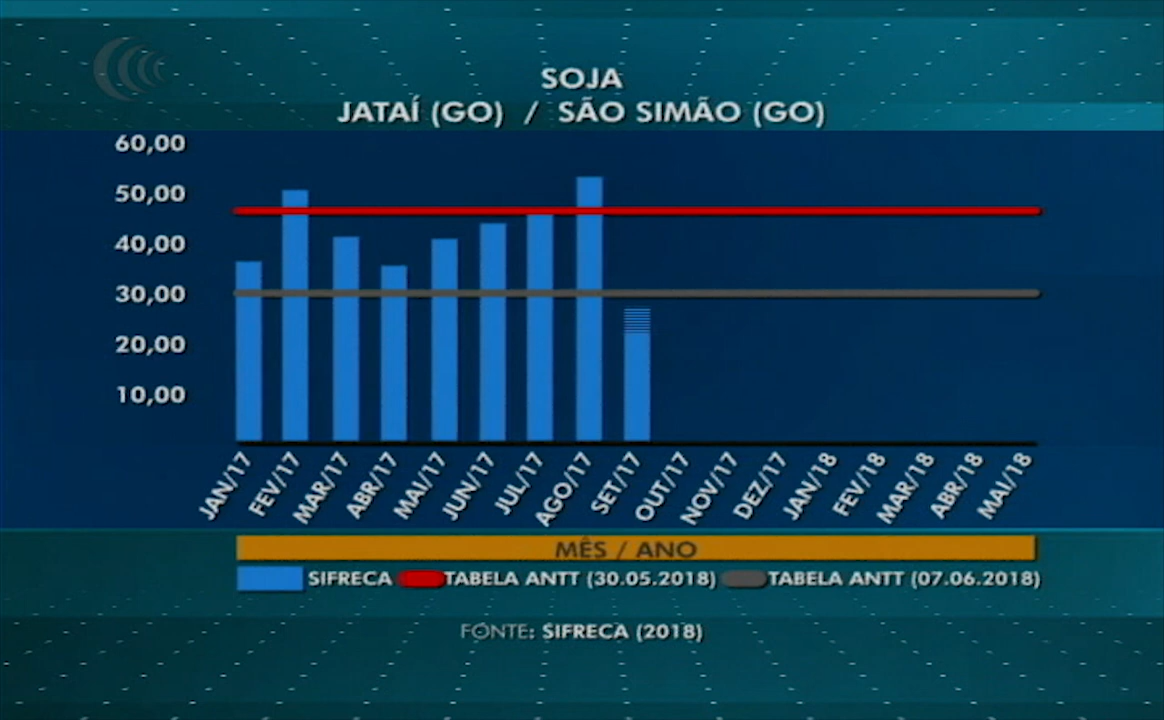 SOJA
JATAÍ (GO) / SÃO SIMÃO (GO)
60,00
50,00
40,00
30,00
20,00
10,00
JAN/17 FEV/17 MAR/17 ABR/17 MAI/17 JUN/17 JUL/17 AGO/17 SET/17 OUT/17 NOV/17 DEZ/17 JAN/18 FEV/18 MAR/18 ABR/18 MAI/18
MÊS / ANO
SIFRECA TABELA ANTT (30.05.2018) TABELA ANTT (07.06.2018)
FONTE: SIFRECA (2018)